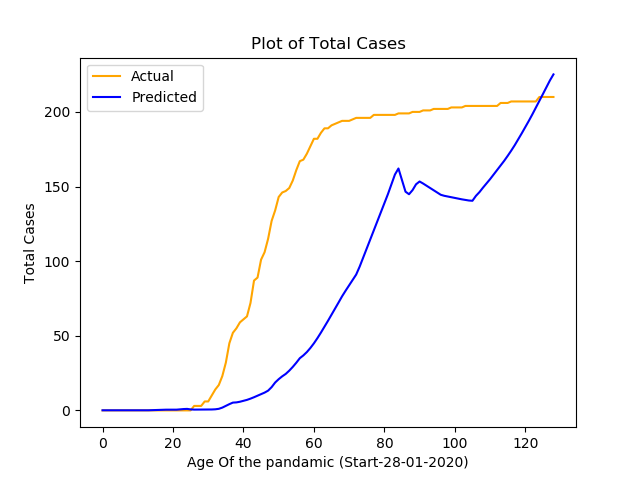 Plot of Total Cases
Actual
Predicted
200
150
100
50
0
Total Cases
0 20 40 60 80 100 120
Age Of the pandamic (Start-28-01-2020)